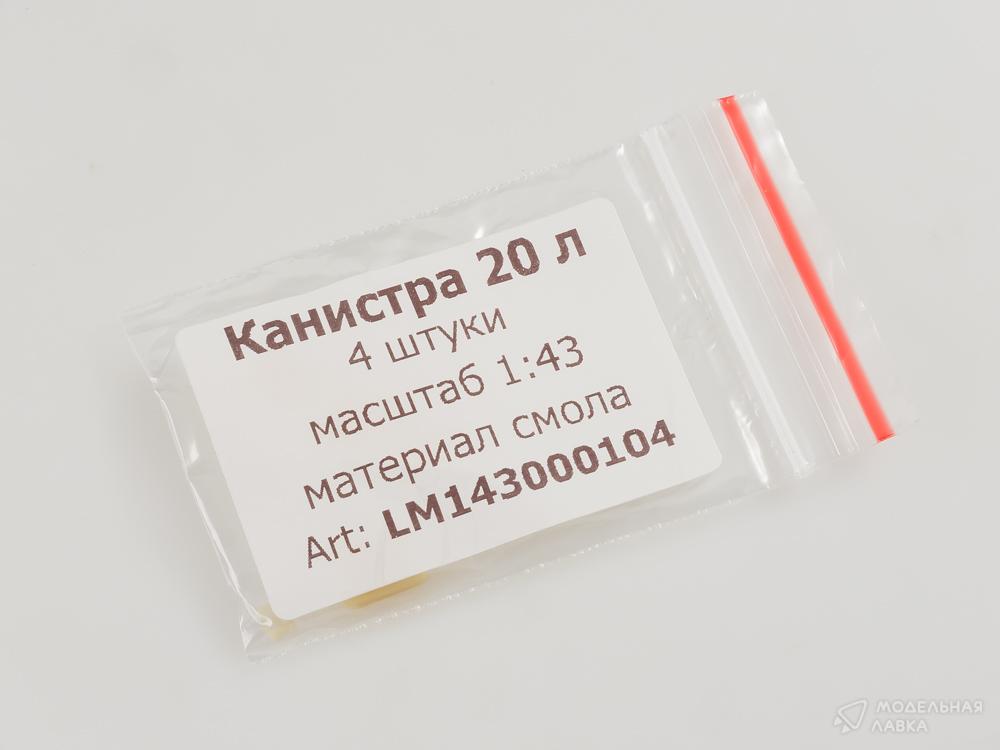 Канистра 20 л
4 штуки
масштаб 1:43
материал смола
Art: LM143000104
МОДЕЛЬНАЯ
ЛАВКА